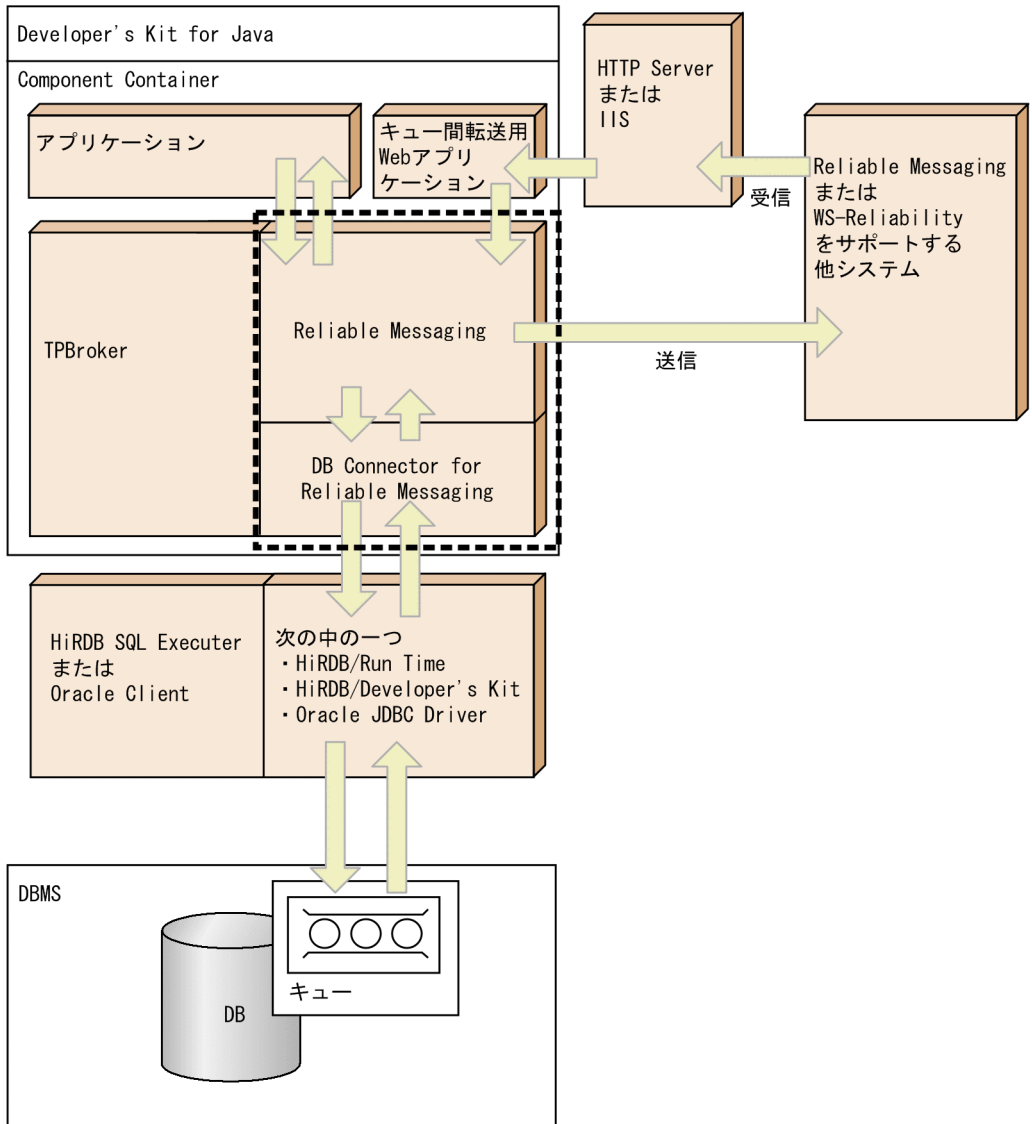 Developer's Kit for Java
Component Container
アプリケーション
キュー間転送用
Webアプリ
ケーション
HTTP Server
または
IIS
受信
Reliable Messaging
または
WS-Reliability
をサポートする
他システム
TPBroker
Reliable Messaging
送信
DB Connector for
Reliable Messaging
HiRDB SQL Executer
または
Oracle Client
次の中の一つ
・HiRDB/Run Time
・HiRDB/Developer's Kit
・Oracle JDBC Driver
DBMS
キュー
DB